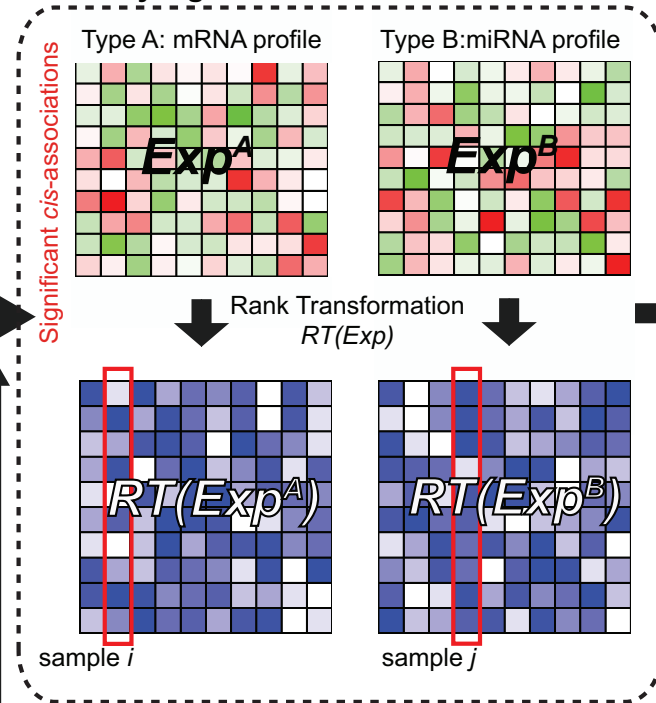 Type A: mRNA profile
Type B:miRNA profile
Significant cis-associations
Exp^A
Exp^B
Rank Transformation
RT(Exp)
RT(Exp^A)
RT(Exp^B)
sample i
sample j